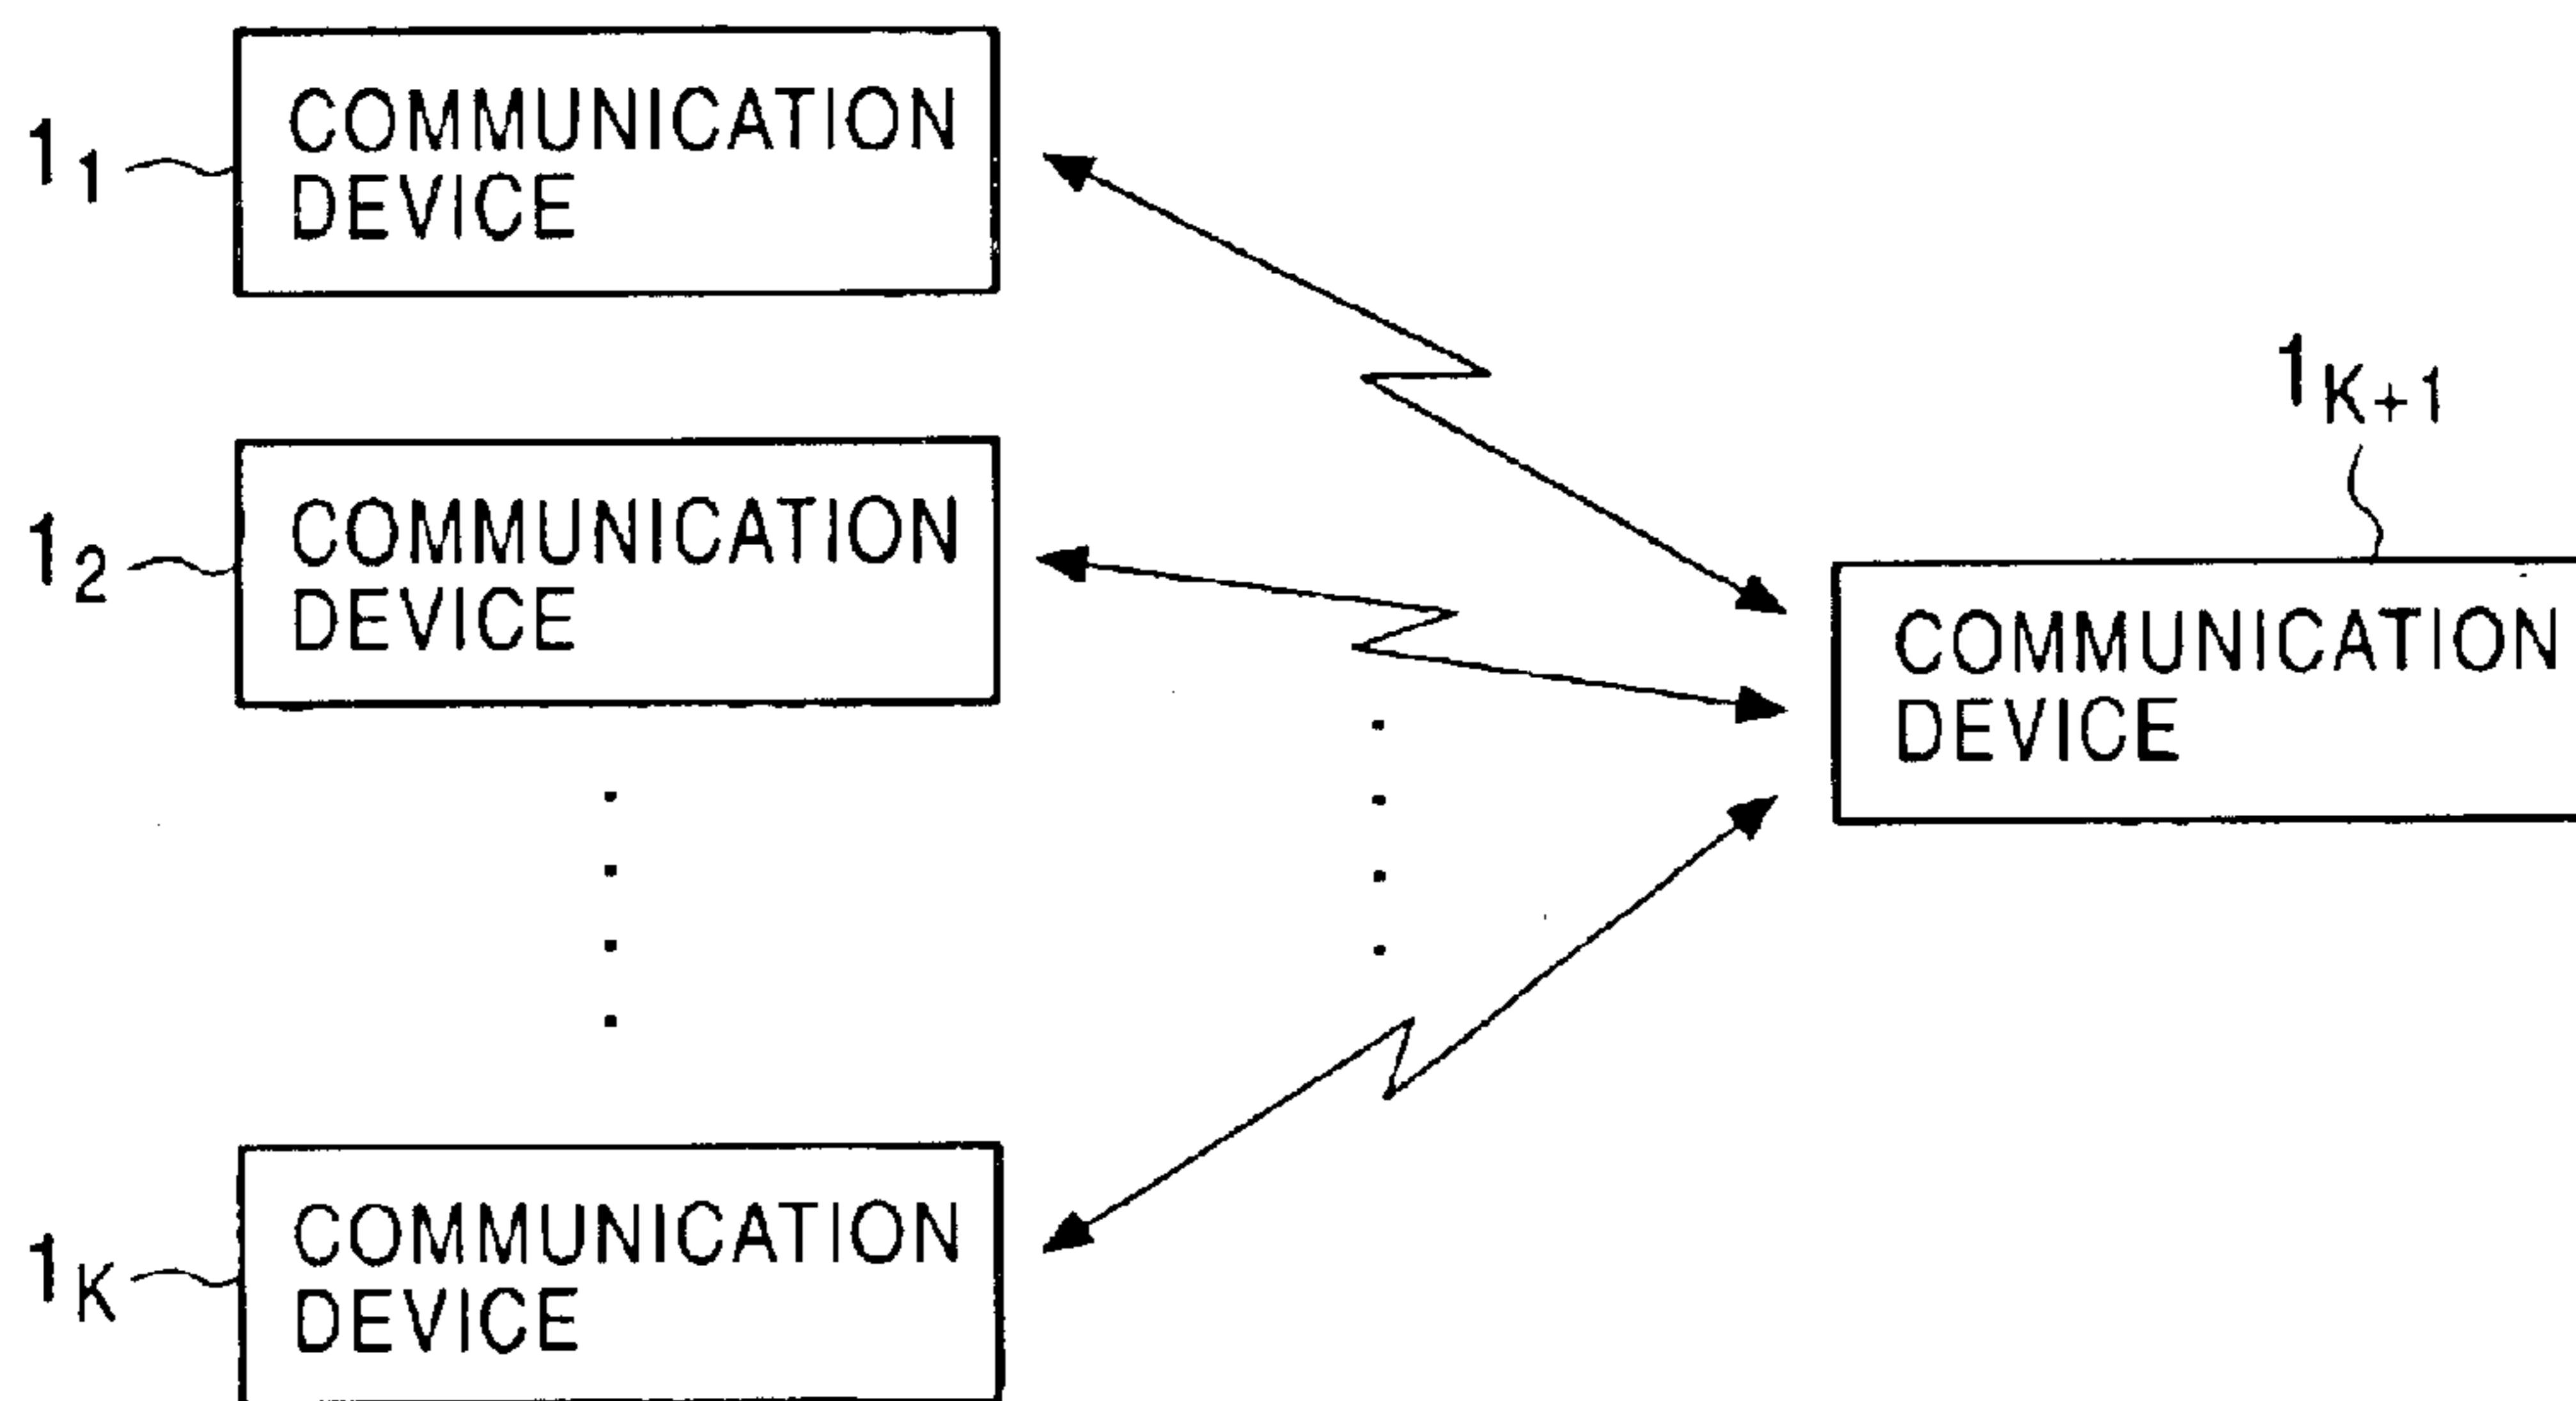 1₁ COMMUNICATION
DEVICE
1₂ COMMUNICATION
DEVICE
1K+1
COMMUNICATION
DEVICE
1K COMMUNICATION
DEVICE